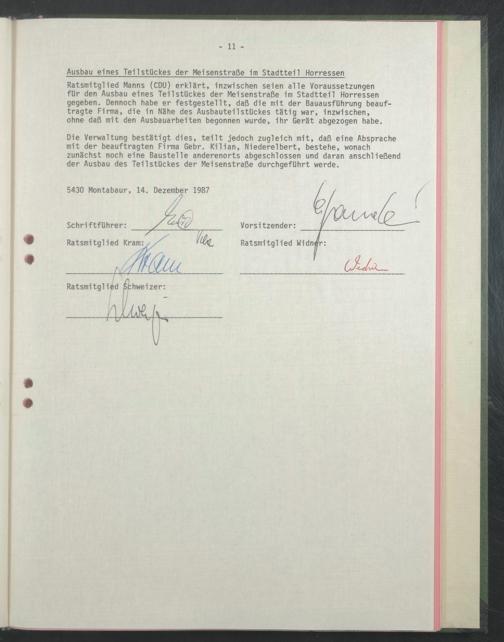 - 11 -
Ausbau eines Teilstückes der Meisenstraße im Stadtteil Horressen
Ratsmitglied Manns (CDU) erklärt, inzwischen seien alle Voraussetzungen
für den Ausbau eines Teilstückes der Meisenstraße im Stadtteil Horressen
gegeben. Dennoch habe er festgestellt, daß die mit der Bauausführung beauf-
tragte Firma, die in Nähe des Ausbauteilstückes tätig war, inzwischen,
ohne daß mit den Ausbauarbeiten begonnen wurde, ihr Gerät abgezogen habe.
Die Verwaltung bestätigt dies, teilt jedoch zugleich mit, daß eine Absprache
mit der beauftragten Firma Gebr. Kilian, Niederelbert, bestehe, wonach
zunächst noch eine Baustelle anderenorts abgeschlossen und daran anschließend
der Ausbau des Teilstückes der Meisenstraße durchgeführt werde.
5430 Montabaur, 14. Dezember 1987
Schriftführer: Vorsitzender:
Ratsmitglied Kram: Ratsmitglied Widner:
Kram Widner
Ratsmitglied Schweizer: